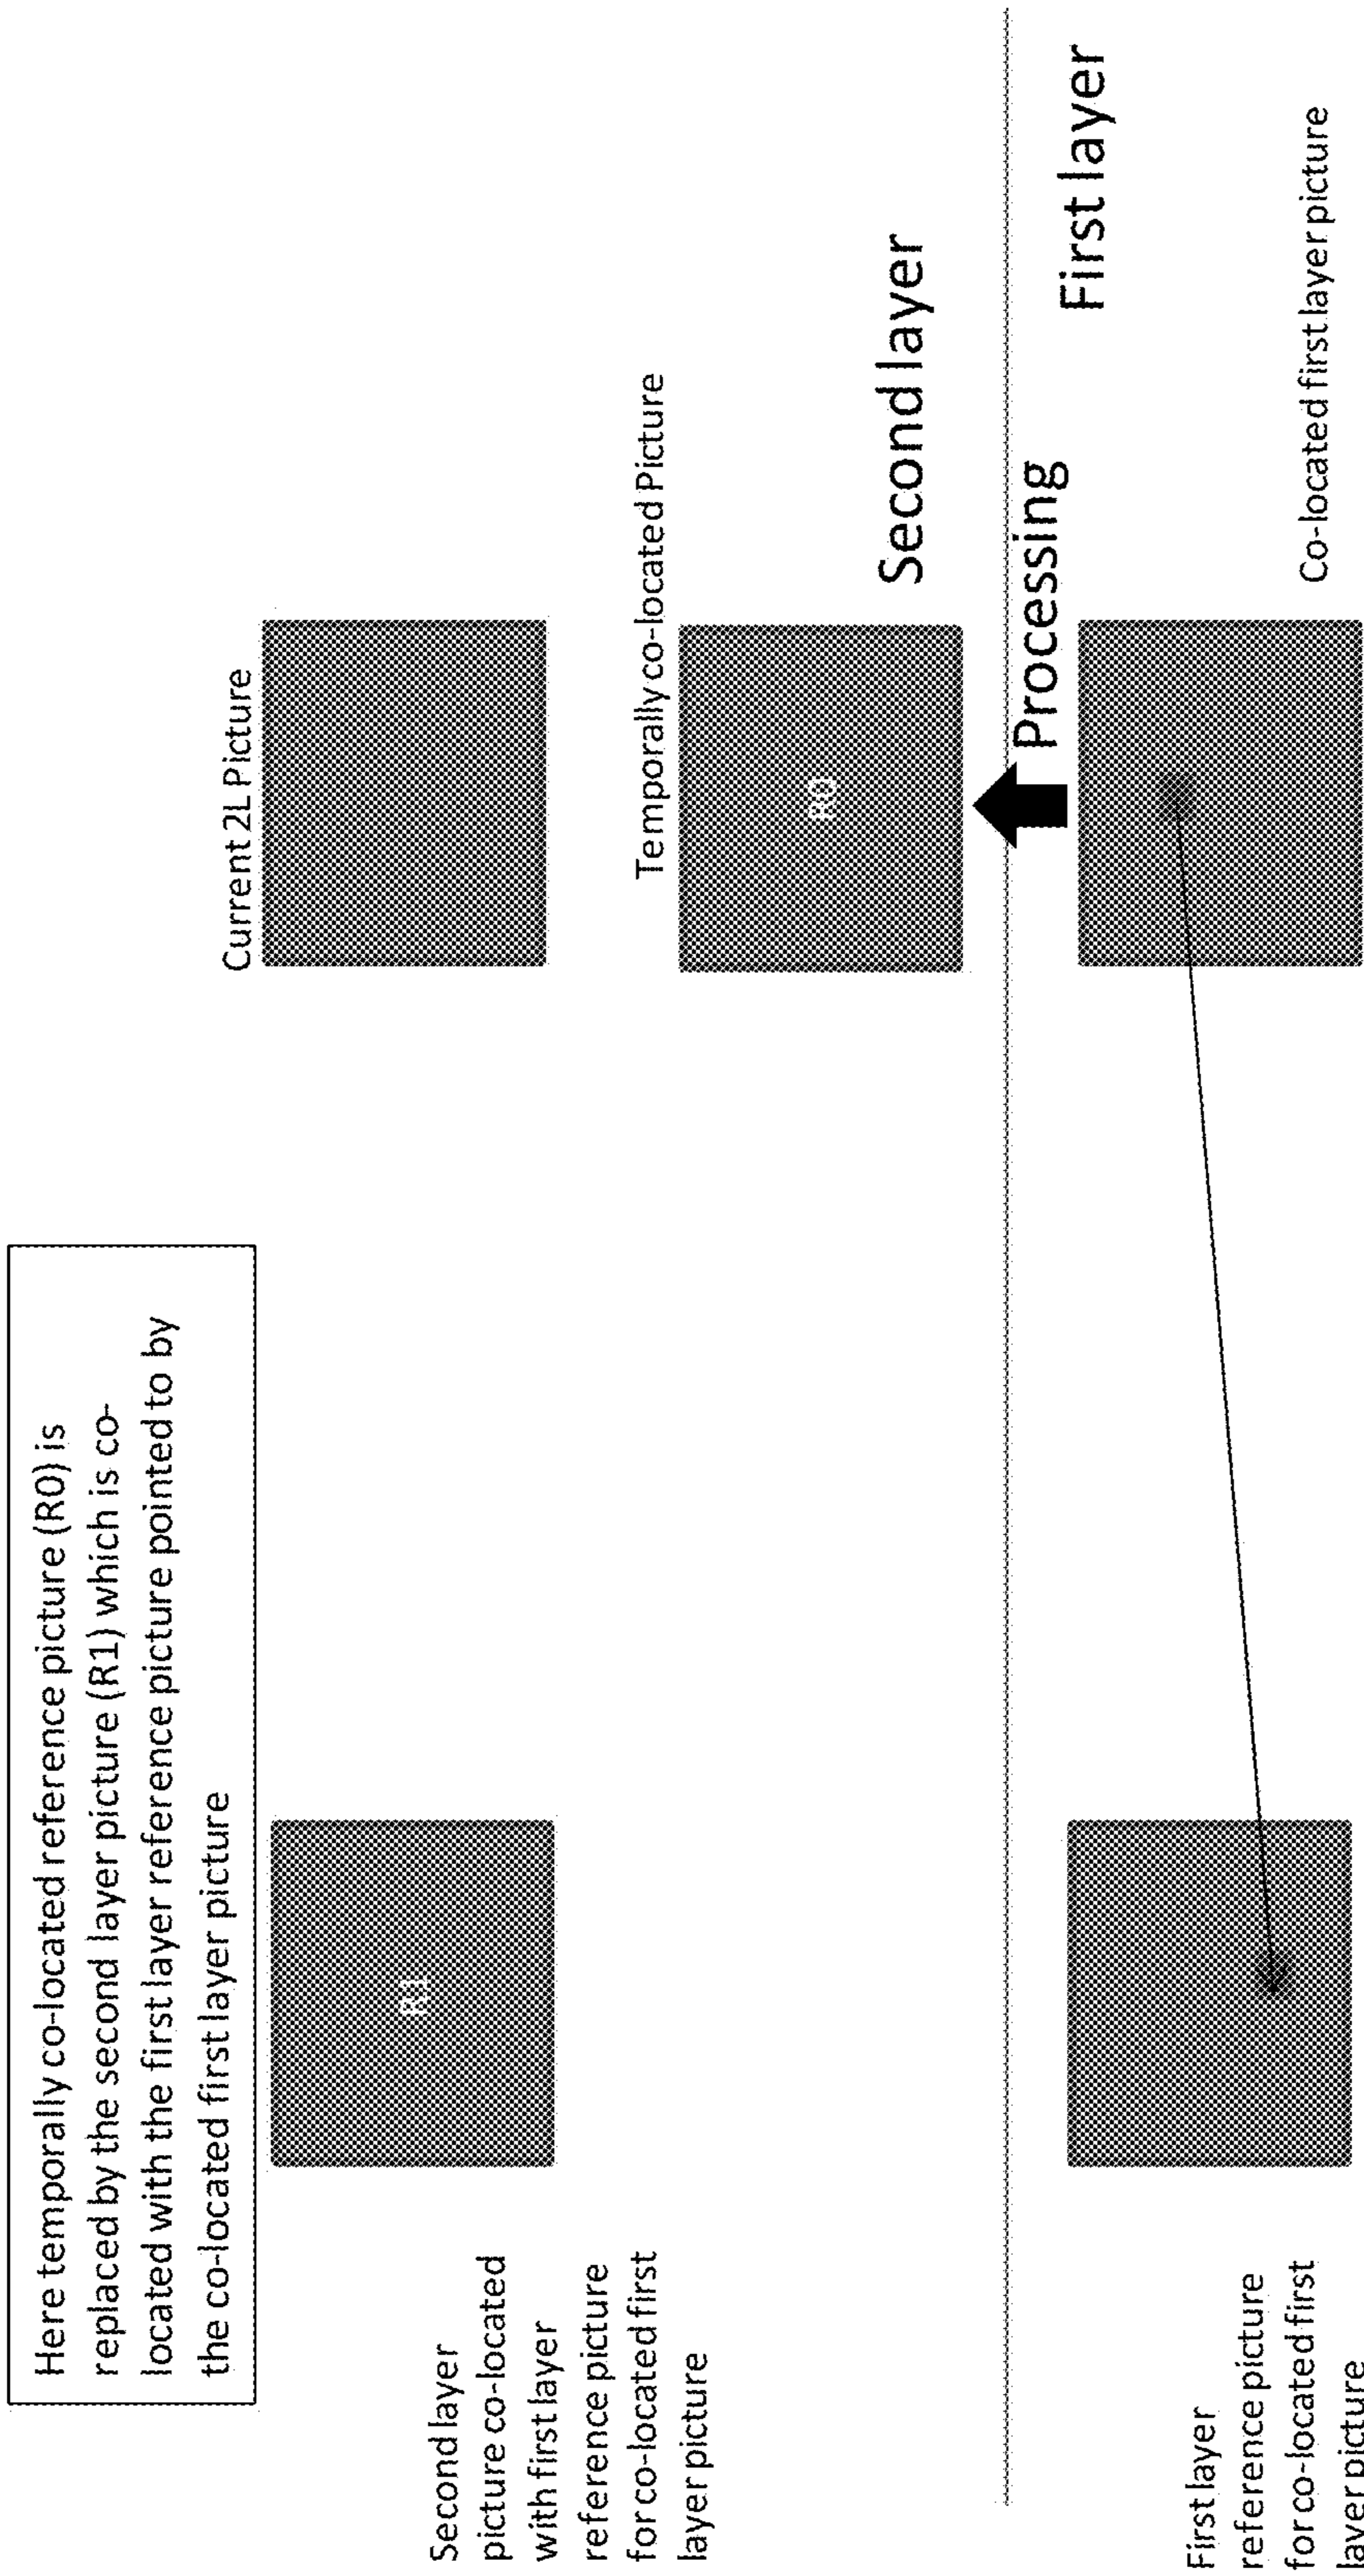 Here temporally co-located reference picture (R0) is
replaced by the second layer picture (R1) which is co-
located with the first layer reference picture pointed to by
the co-located first layer picture
Current 2L Picture
Second layer
picture co-located
with first layer
reference picture
for co-located first
layer picture
R1
Temporally co-located Picture
R0
Second layer
Processing
First layer
First layer
reference picture
for co-located first
layer picture
Co-located first layer picture